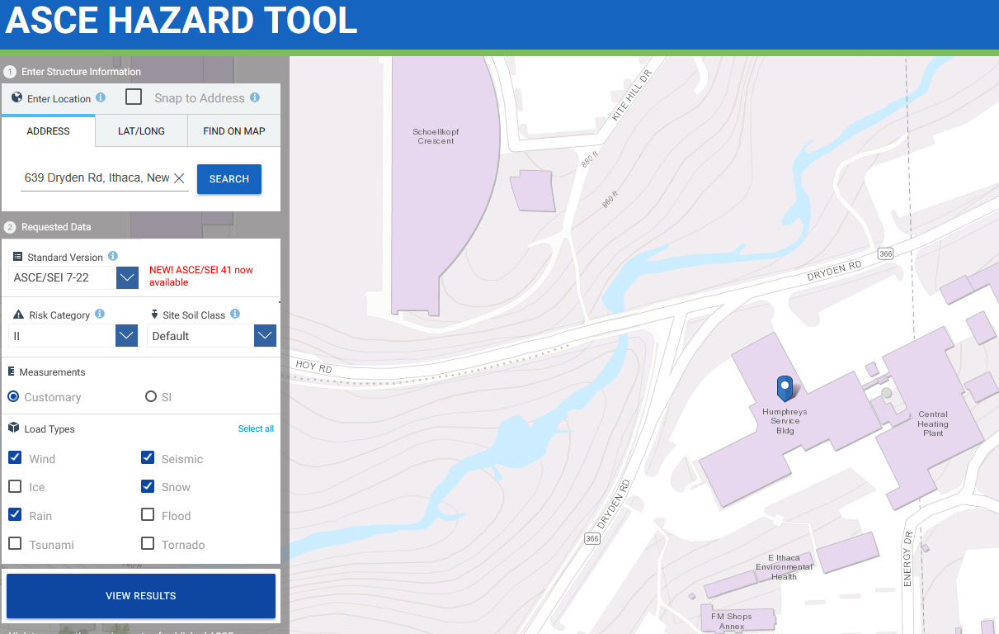 ASCE HAZARD TOOL
1 Enter Structure Information
Enter Location i Snap to Address i
ADDRESS LAT/LONG FIND ON MAP
639 Dryden Rd, Ithaca, New
SEARCH
2 Requested Data
Standard Version i
ASCE/SEI 7-22
NEW! ASCE/SEI 41 now
available
Risk Category i
Site Soil Class i
II
Default
Measurements
Customary
SI
Load Types
Select all
Wind
Seismic
Ice
Snow
Rain
Flood
Tsunami
Tornado
VIEW RESULTS
KITE HILL DR
Schoellkopf
Crescent
880 ft
860 ft
366
DRYDEN RD
HOY RD
Humphreys
Service
Bldg
Central
Heating
Plant
DRYDEN RD
366
ENERGY DR
E Ithaca
Environmental
Health
FM Shops
Annex